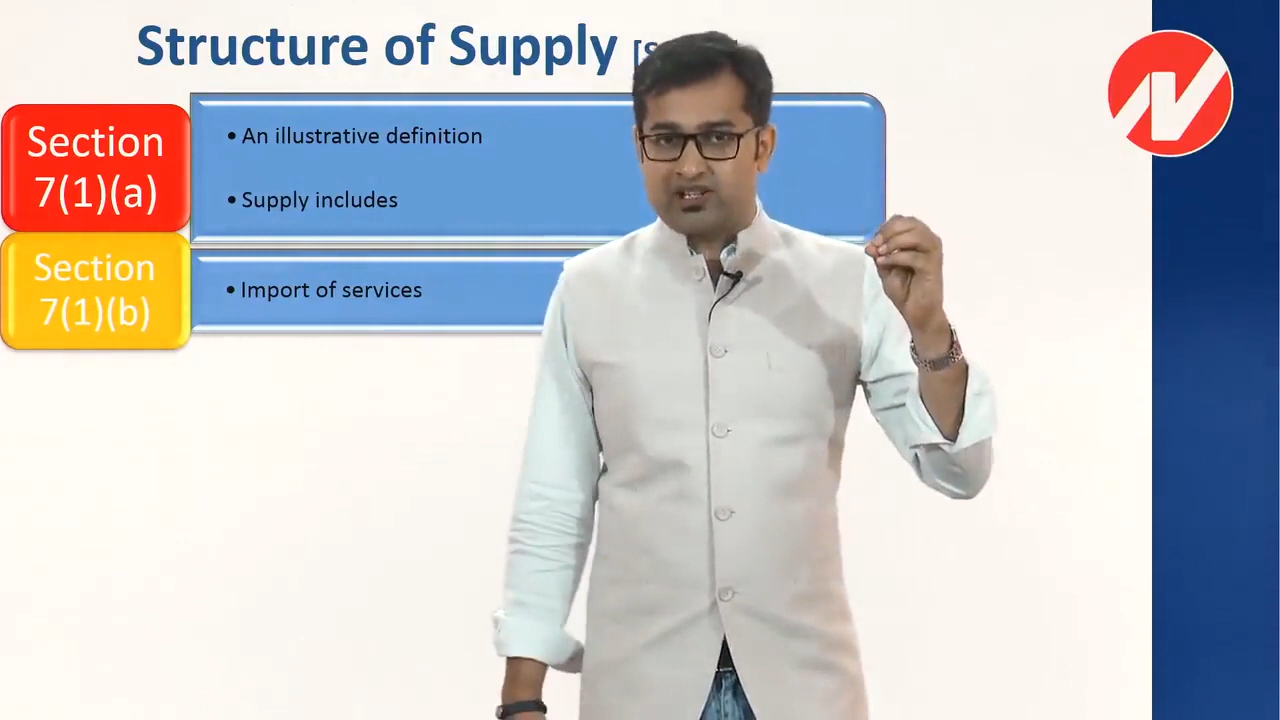 Structure of Supply
Section
7(1)(a)
• An illustrative definition
• Supply includes
Section
7(1)(b)
• Import of services